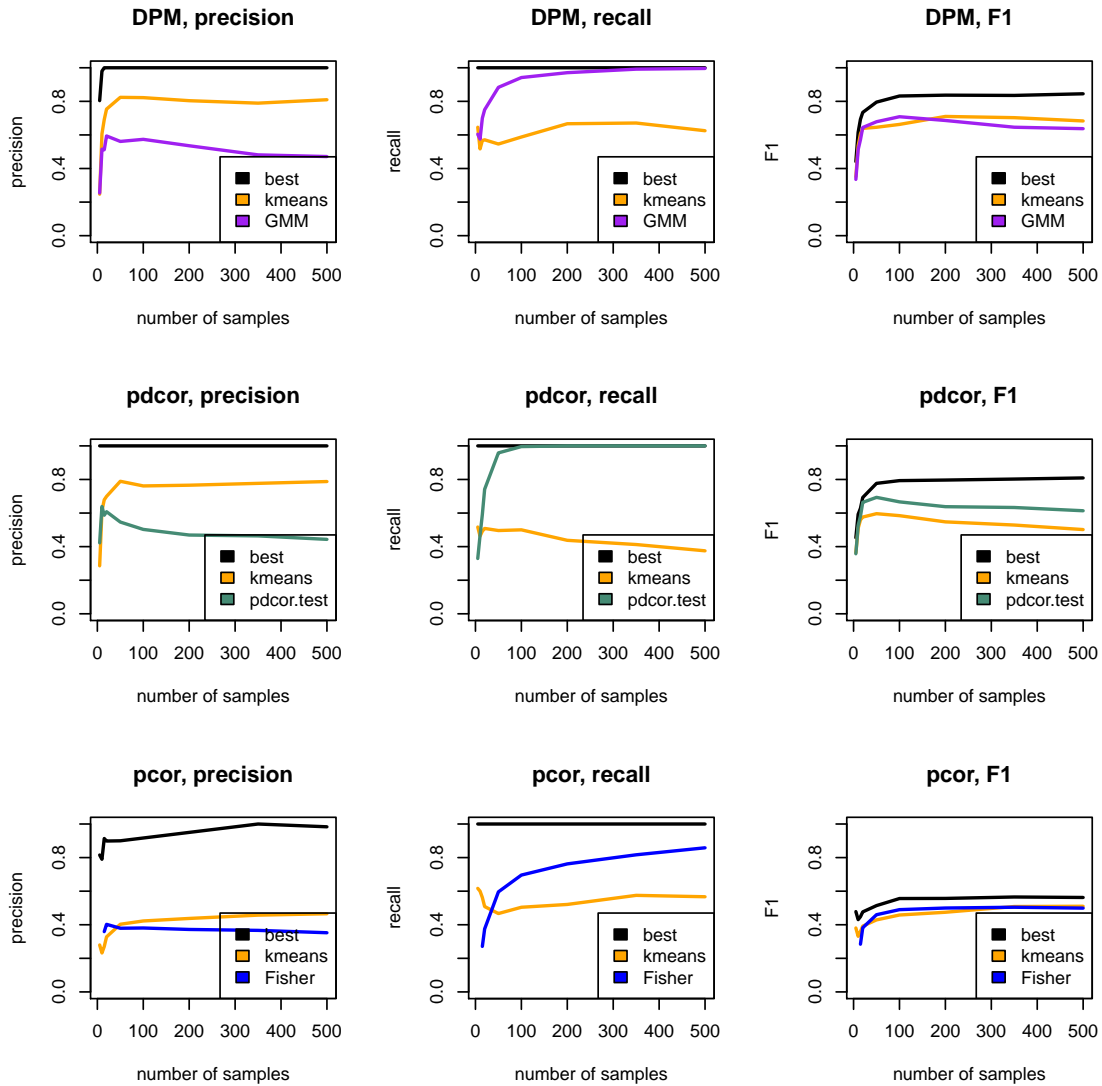 DPM, precision
precision
0.0 0.4 0.8
best
kmeans
GMM
0 100 200 300 400 500
number of samples
DPM, recall
recall
0.0 0.4 0.8
best
kmeans
GMM
0 100 200 300 400 500
number of samples
DPM, F1
F1
0.0 0.4 0.8
best
kmeans
GMM
0 100 200 300 400 500
number of samples
pdcor, precision
precision
0.0 0.4 0.8
best
kmeans
pdcor.test
0 100 200 300 400 500
number of samples
pdcor, recall
recall
0.0 0.4 0.8
best
kmeans
pdcor.test
0 100 200 300 400 500
number of samples
pdcor, F1
F1
0.0 0.4 0.8
best
kmeans
pdcor.test
0 100 200 300 400 500
number of samples
pcor, precision
precision
0.0 0.4 0.8
best
kmeans
Fisher
0 100 200 300 400 500
number of samples
pcor, recall
recall
0.0 0.4 0.8
best
kmeans
Fisher
0 100 200 300 400 500
number of samples
pcor, F1
F1
0.0 0.4 0.8
best
kmeans
Fisher
0 100 200 300 400 500
number of samples